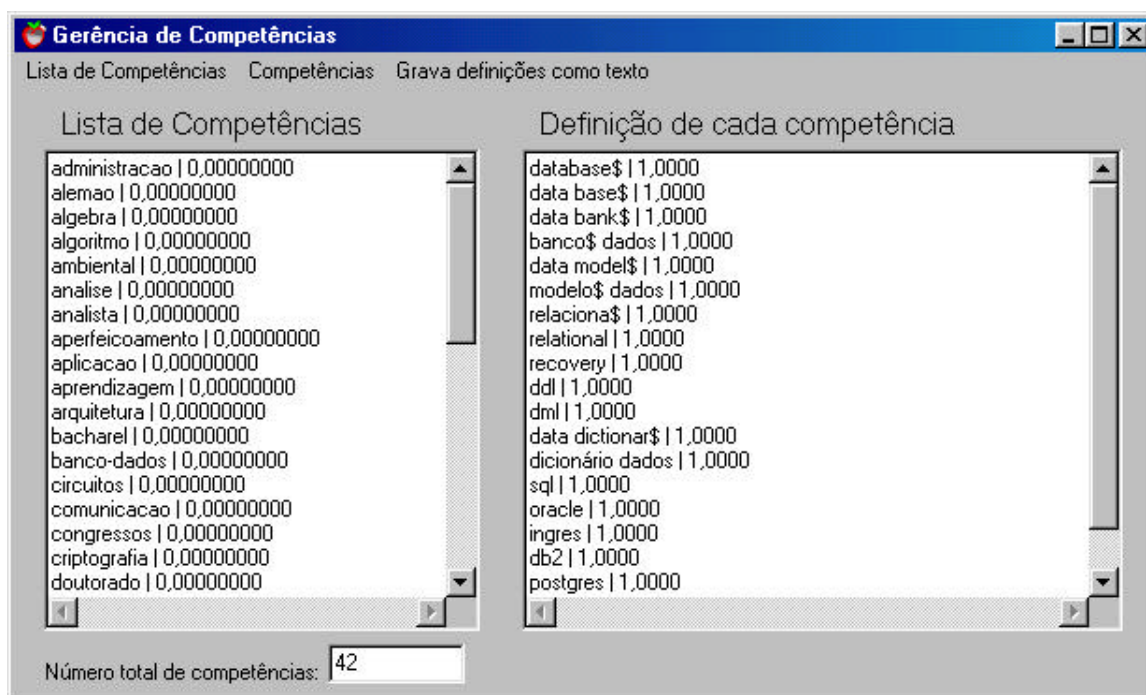 Gerência de Competências
Lista de Competências Competências Grava definições como texto
Lista de Competências
administracao | 0,00000000
alemao | 0,00000000
algebra | 0,00000000
algoritmo | 0,00000000
ambiental | 0,00000000
analise | 0,00000000
analista | 0,00000000
aperfeicoamento | 0,00000000
aplicacao | 0,00000000
aprendizagem | 0,00000000
arquitetura | 0,00000000
bacharel | 0,00000000
banco-dados | 0,00000000
circuitos | 0,00000000
comunicacao | 0,00000000
congressos | 0,00000000
criptografia | 0,00000000
doutorado | 0,00000000
Definição de cada competência
database$ | 1,0000
data base$ | 1,0000
data bank$ | 1,0000
banco$ dados | 1,0000
data model$ | 1,0000
modelo$ dados | 1,0000
relaciona$ | 1,0000
relational | 1,0000
recovery | 1,0000
ddl | 1,0000
dml | 1,0000
data dictionar$ | 1,0000
dicionário dados | 1,0000
sql | 1,0000
oracle | 1,0000
ingres | 1,0000
db2 | 1,0000
postgres | 1,0000
Número total de competências: 42